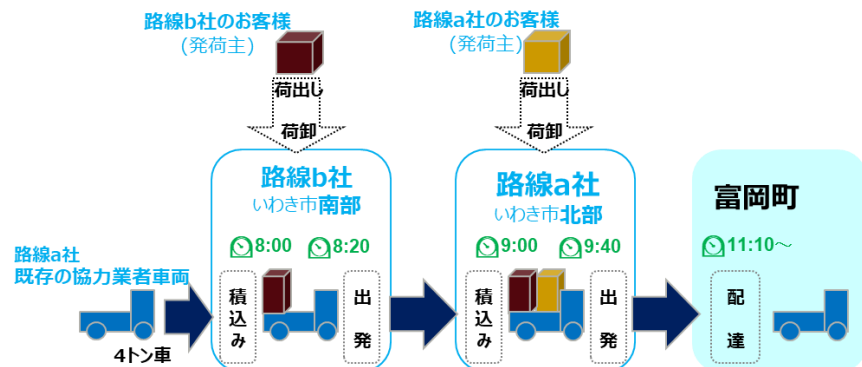 路線b社のお客様
(発荷主)
荷出し
荷卸
路線a社のお客様
(発荷主)
荷出し
荷卸
路線a社
既存の協力業者車両
4トン車
路線b社
いわき市南部
8:00
8:20
積込み
出発
路線a社
いわき市北部
9:00
9:40
積込み
出発
富岡町
11:10～
配達